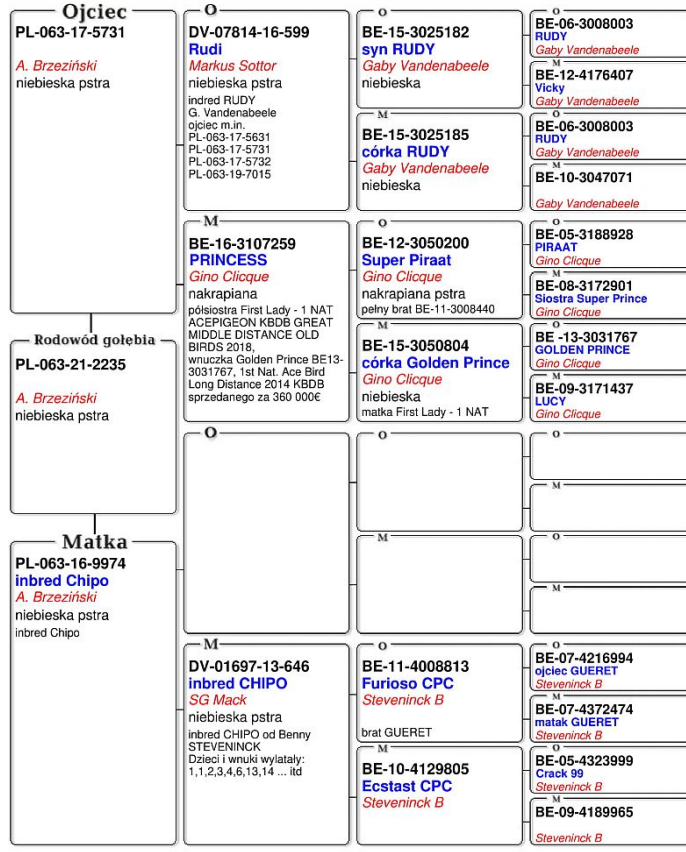 Ojciec
PL-063-17-5731
A. Brzeziński
niebieska pstra
Rodowód gołębia
PL-063-21-2235
A. Brzeziński
niebieska pstra
Matka
PL-063-16-9974
inbred Chipo
A. Brzeziński
niebieska pstra
inbred Chipo
O
DV-07814-16-599
Rudi
Markus Sottor
niebieska pstra
indred RUDY
G. Vandenabeele
ojciec m.in.
PL-063-17-5631
PL-063-17-5731
PL-063-17-5732
PL-063-19-7015
M
BE-16-3107259
PRINCESS
Gino Clicque
nakrapiana
półsiostra First Lady - 1 NAT
ACEPIGEON KBDB GREAT
MIDDLE DISTANCE OLD
BIRDS 2018,
wnuczka Golden Prince BE13-
3031767, 1st Nat. Ace Bird
Long Distance 2014 KBDB
sprzedanego za 360 000€
O
M
DV-01697-13-646
inbred CHIPO
SG Mack
niebieska pstra
inbred CHIPO od Benny
STEVENINCK
Dzieci i wnuki wylatały:
1,1,2,3,4,6,13,14 ... itd
O
BE-15-3025182
syn RUDY
Gaby Vandenabeele
niebieska
M
BE-15-3025185
córka RUDY
Gaby Vandenabeele
niebieska
O
BE-12-3050200
Super Piraat
Gino Clicque
nakrapiana pstra
pełny brat BE-11-3008440
M
BE-15-3050804
córka Golden Prince
Gino Clicque
niebieska
matka First Lady - 1 NAT
O
M
O
BE-11-4008813
Furioso CPC
Steveninck B
brat GUERET
M
BE-10-4129805
Ecstast CPC
Steveninck B
O
BE-06-3008003
RUDY
Gaby Vandenabeele
M
BE-12-4176407
Vicky
Gaby Vandenabeele
O
BE-06-3008003
RUDY
Gaby Vandenabeele
M
BE-10-3047071
Gaby Vandenabeele
O
BE-05-3188928
PIRAAT
Gino Clicque
M
BE-08-3172901
Siostra Super Prince
Gino Clicque
O
BE -13-3031767
GOLDEN PRINCE
Gino Clicque
M
BE-09-3171437
LUCY
Gino Clicque
O
M
O
M
O
BE-07-4216994
ojciec GUERET
Steveninck B
M
BE-07-4372474
matak GUERET
Steveninck B
O
BE-05-4323999
Crack 99
Steveninck B
M
BE-09-4189965
Steveninck B